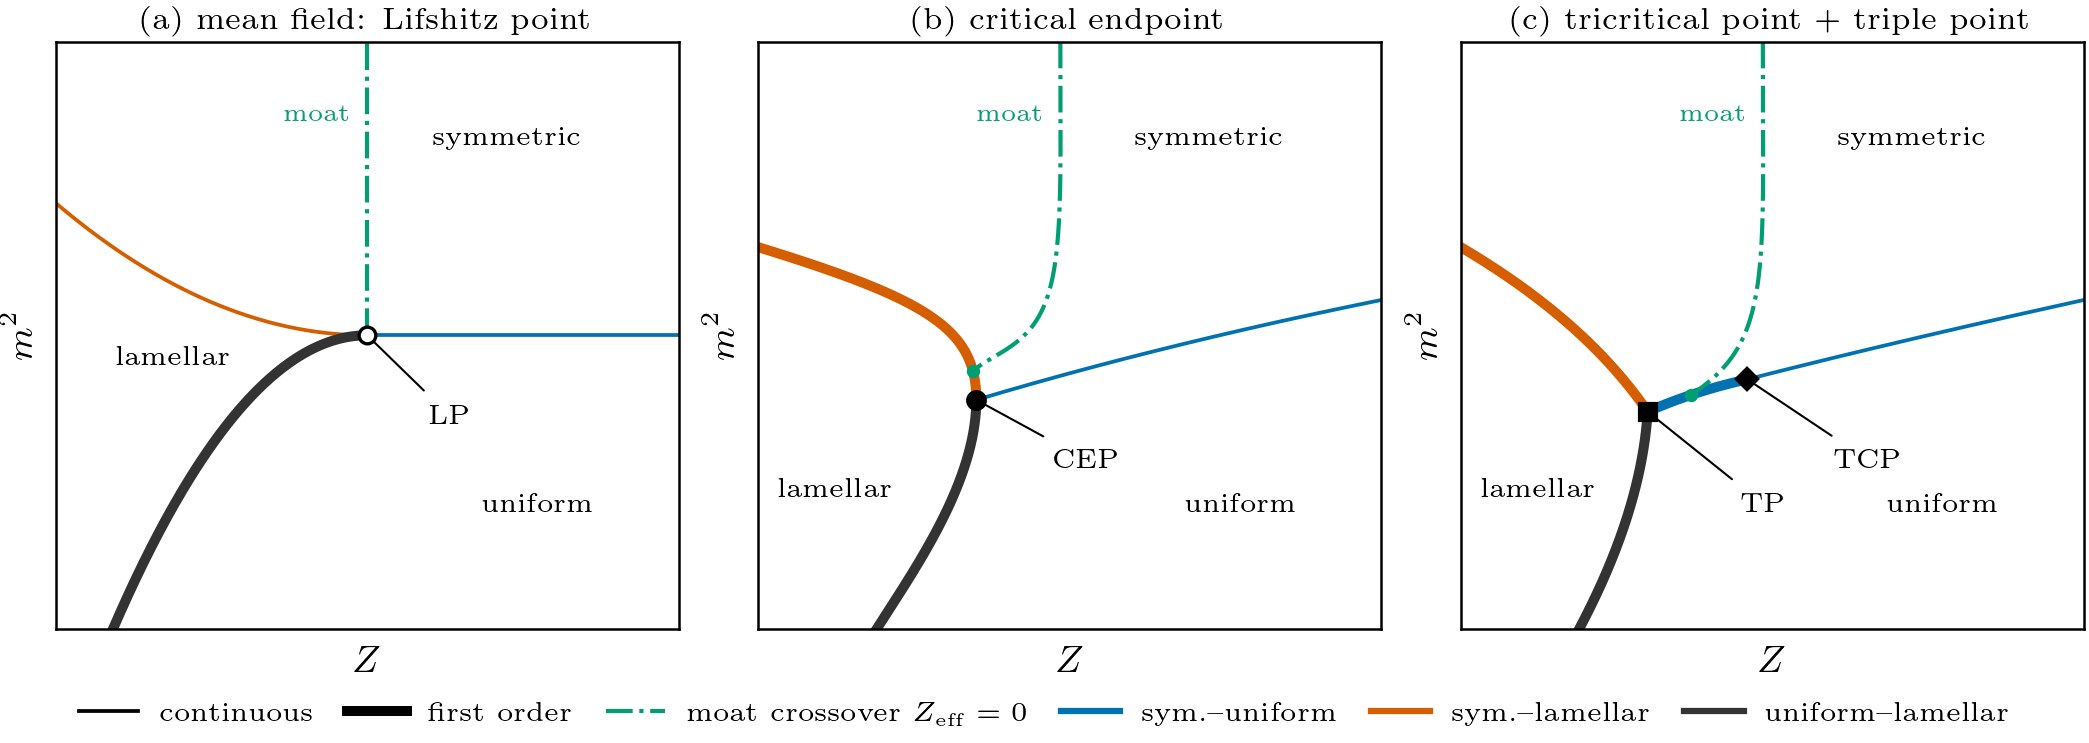 (a) mean field: Lifshitz point
moat
symmetric
lamellar
LP
uniform
m²
Z
(b) critical endpoint
moat
symmetric
lamellar
CEP
uniform
m²
Z
(c) tricritical point + triple point
moat
symmetric
lamellar
TCP
TP
uniform
m²
Z
continuous
first order
moat crossover Z_eff = 0
sym.–uniform
sym.–lamellar
uniform–lamellar